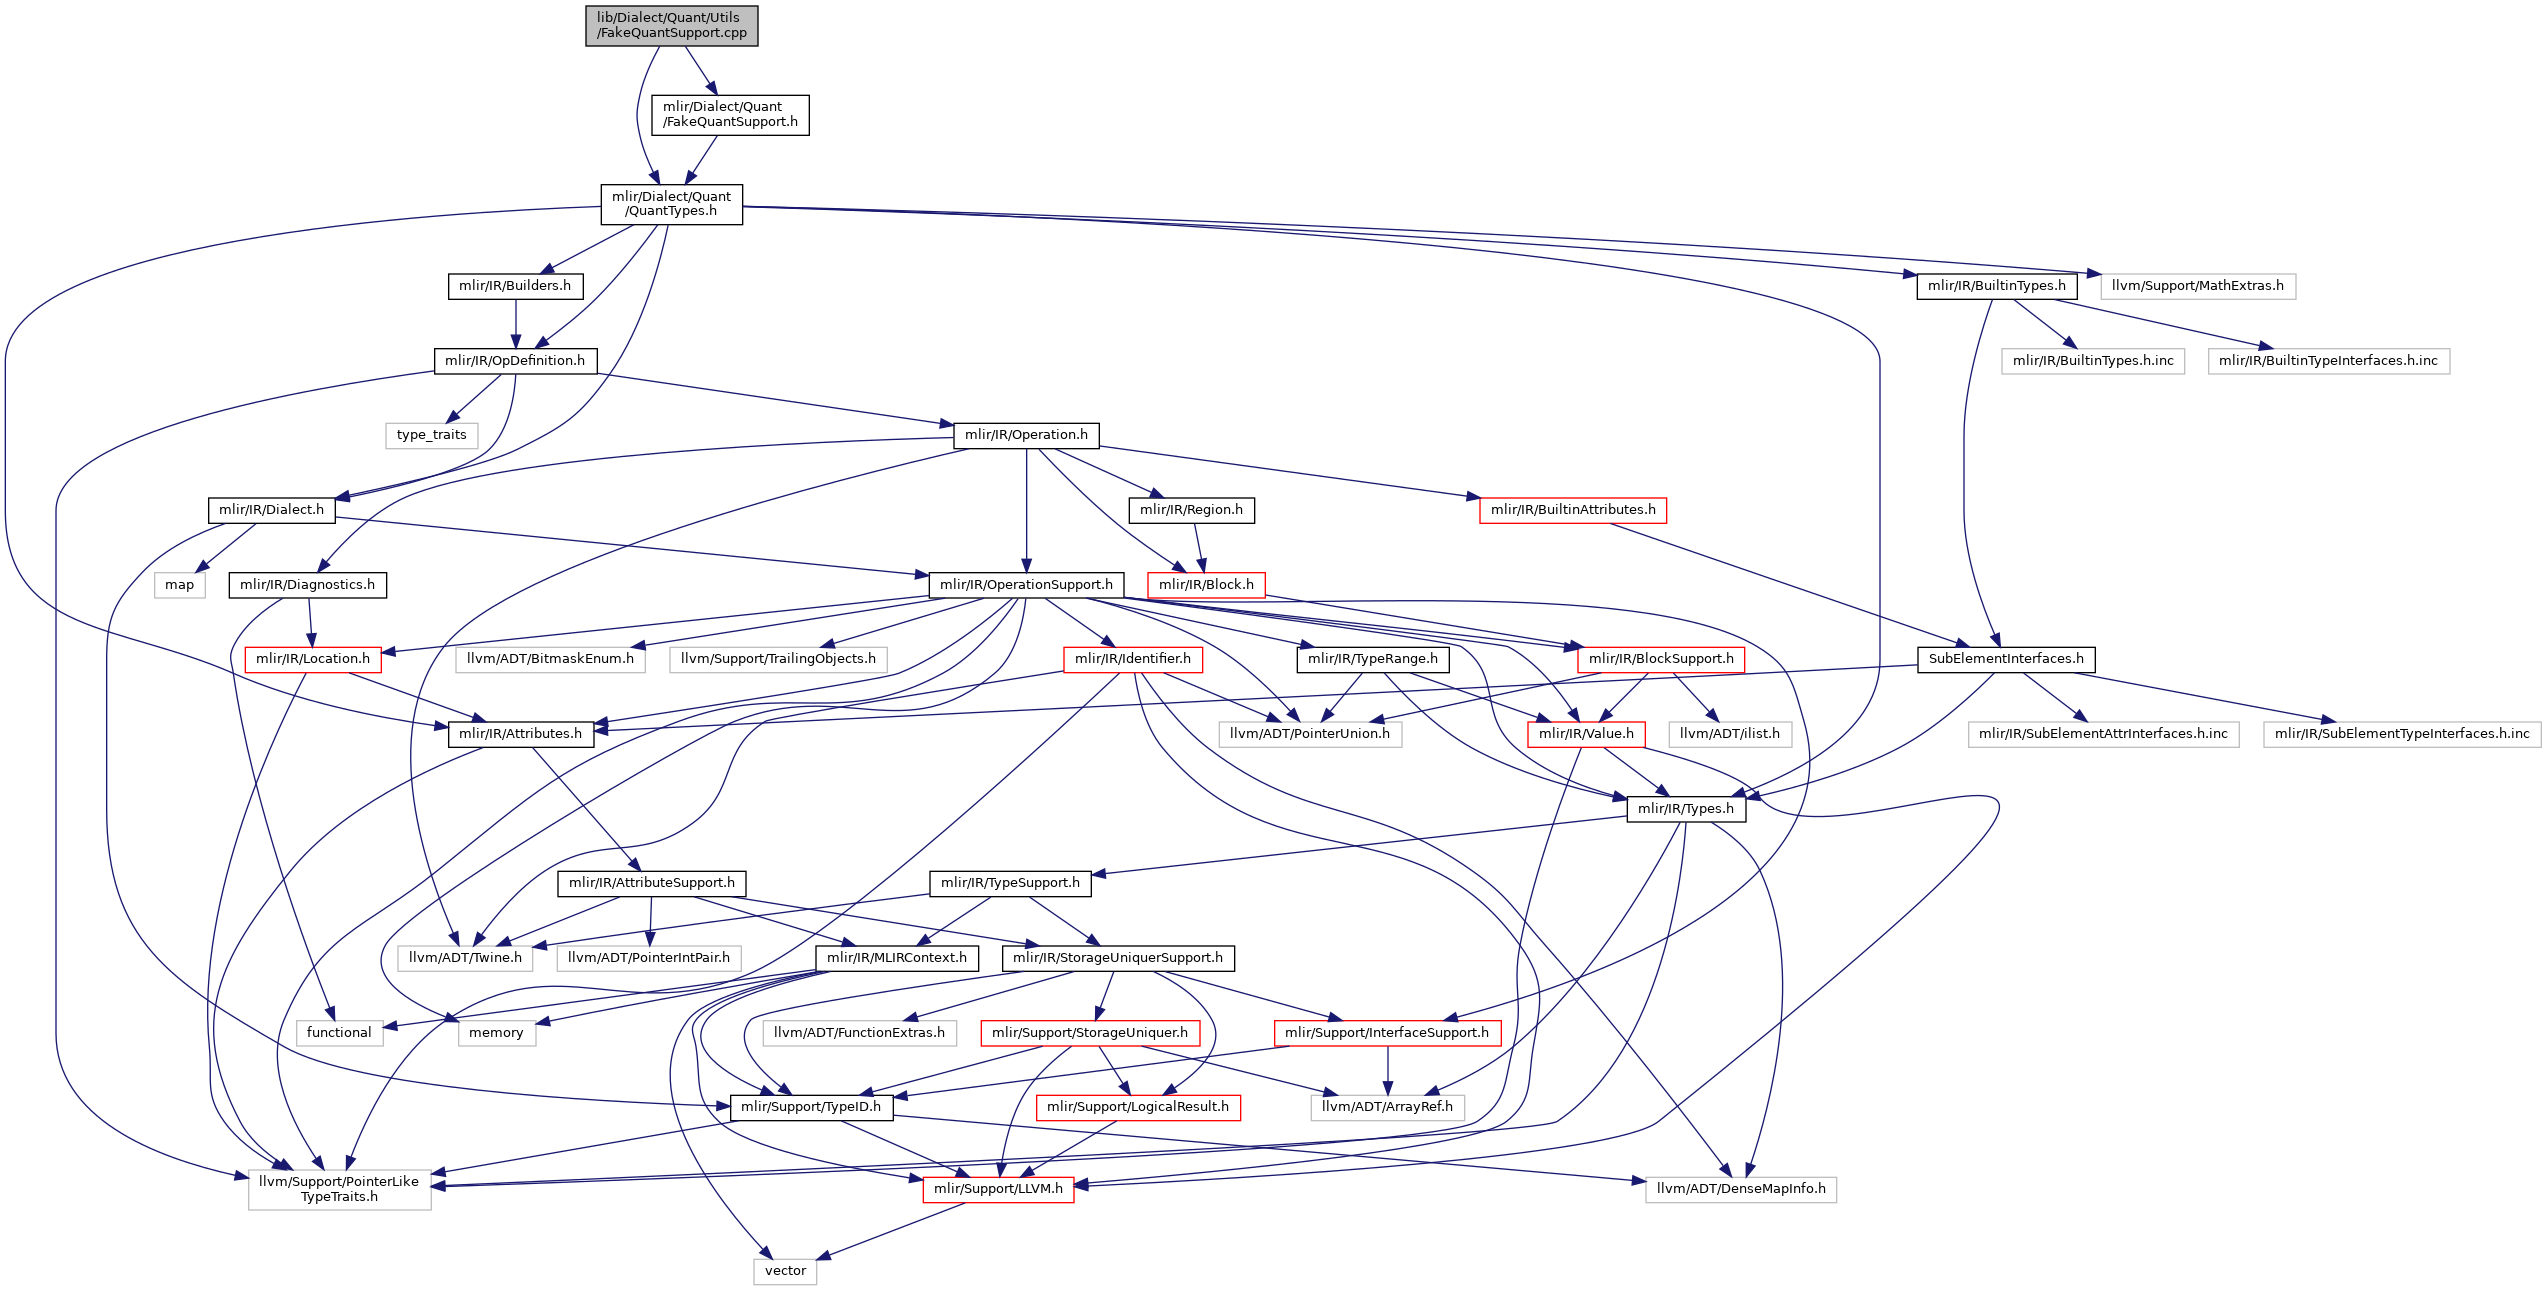 lib/Dialect/Quant/Utils
/FakeQuantSupport.cpp
mlir/Dialect/Quant
/FakeQuantSupport.h
mlir/Dialect/Quant
/QuantTypes.h
mlir/IR/Builders.h
mlir/IR/BuiltinTypes.h
llvm/Support/MathExtras.h
mlir/IR/OpDefinition.h
mlir/IR/BuiltinTypes.h.inc
mlir/IR/BuiltinTypeInterfaces.h.inc
type_traits
mlir/IR/Operation.h
mlir/IR/Dialect.h
mlir/IR/Region.h
mlir/IR/BuiltinAttributes.h
map
mlir/IR/Diagnostics.h
mlir/IR/OperationSupport.h
mlir/IR/Block.h
mlir/IR/Location.h
llvm/ADT/BitmaskEnum.h
llvm/Support/TrailingObjects.h
mlir/IR/Identifier.h
mlir/IR/TypeRange.h
mlir/IR/BlockSupport.h
SubElementInterfaces.h
mlir/IR/Attributes.h
llvm/ADT/PointerUnion.h
mlir/IR/Value.h
llvm/ADT/ilist.h
mlir/IR/SubElementAttrInterfaces.h.inc
mlir/IR/SubElementTypeInterfaces.h.inc
mlir/IR/Types.h
mlir/IR/AttributeSupport.h
mlir/IR/TypeSupport.h
llvm/ADT/Twine.h
llvm/ADT/PointerIntPair.h
mlir/IR/MLIRContext.h
mlir/IR/StorageUniquerSupport.h
functional
memory
llvm/ADT/FunctionExtras.h
mlir/Support/StorageUniquer.h
mlir/Support/InterfaceSupport.h
mlir/Support/TypeID.h
mlir/Support/LogicalResult.h
llvm/ADT/ArrayRef.h
llvm/Support/PointerLike
TypeTraits.h
mlir/Support/LLVM.h
llvm/ADT/DenseMapInfo.h
vector